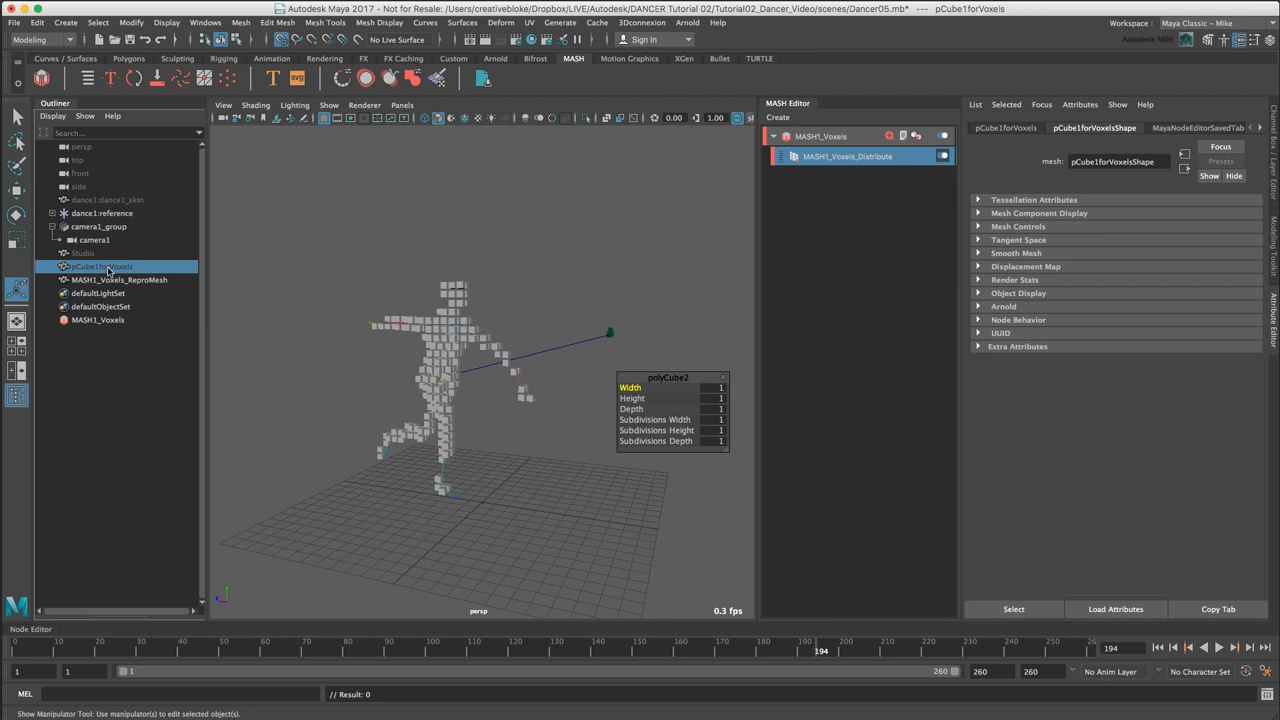 Autodesk Maya 2017 - Not for Resale: /Users/creativebloke/Dropbox/LIVE/Autodesk/DANCER Tutorial 02/Tutorial02_Dancer_Video/scenes/Dancer05.mb* --- pCube1forVoxels
File Edit Create Select Modify Display Windows Mesh Edit Mesh Mesh Tools Mesh Display Curves Surfaces Deform UV Generate Cache 3DConnexion Arnold Help
Workspace : Maya Classic - Mike
Modeling
No Live Surface
Sign In
Autodesk MBE
Curves / Surfaces Polygons Sculpting Rigging Animation Rendering FX FX Caching Custom Arnold Bifrost MASH Motion Graphics XGen Bullet TURTLE
T
SVG
Outliner
Display Show Help
Search...
persp
top
front
side
dance1:dance1_skin
dance1:reference
camera1_group
camera1
Studio
pCube1forVoxels
MASH1_Voxels_ReproMesh
defaultLightSet
defaultObjectSet
MASH1_Voxels
View Shading Lighting Show Renderer Panels
0.00
1.00
polyCube2
Width 1
Height 1
Depth 1
Subdivisions Width 1
Subdivisions Height 1
Subdivisions Depth 1
persp
0.3 fps
MASH Editor
Create
MASH1_Voxels
MASH1_Voxels_Distribute
List Selected Focus Attributes Show Help
pCube1forVoxels pCube1forVoxelsShape MayaNodeEditorSavedTab
mesh: pCube1forVoxelsShape
Focus
Presets
Show Hide
Tessellation Attributes
Mesh Component Display
Mesh Controls
Tangent Space
Smooth Mesh
Displacement Map
Render Stats
Object Display
Arnold
Node Behavior
UUID
Extra Attributes
Select Load Attributes Copy Tab
Channel Box / Layer Editor
Modeling Toolkit
Attribute Editor
Node Editor
0 10 20 30 40 50 60 70 80 90 100 110 120 130 140 150 160 170 180 190 200 210 220 230 240 250 26
194
194
1 1 1 260 260 260 No Anim Layer No Character Set
MEL
// Result: 0
Show Manipulator Tool: Use manipulator(s) to edit selected object(s).